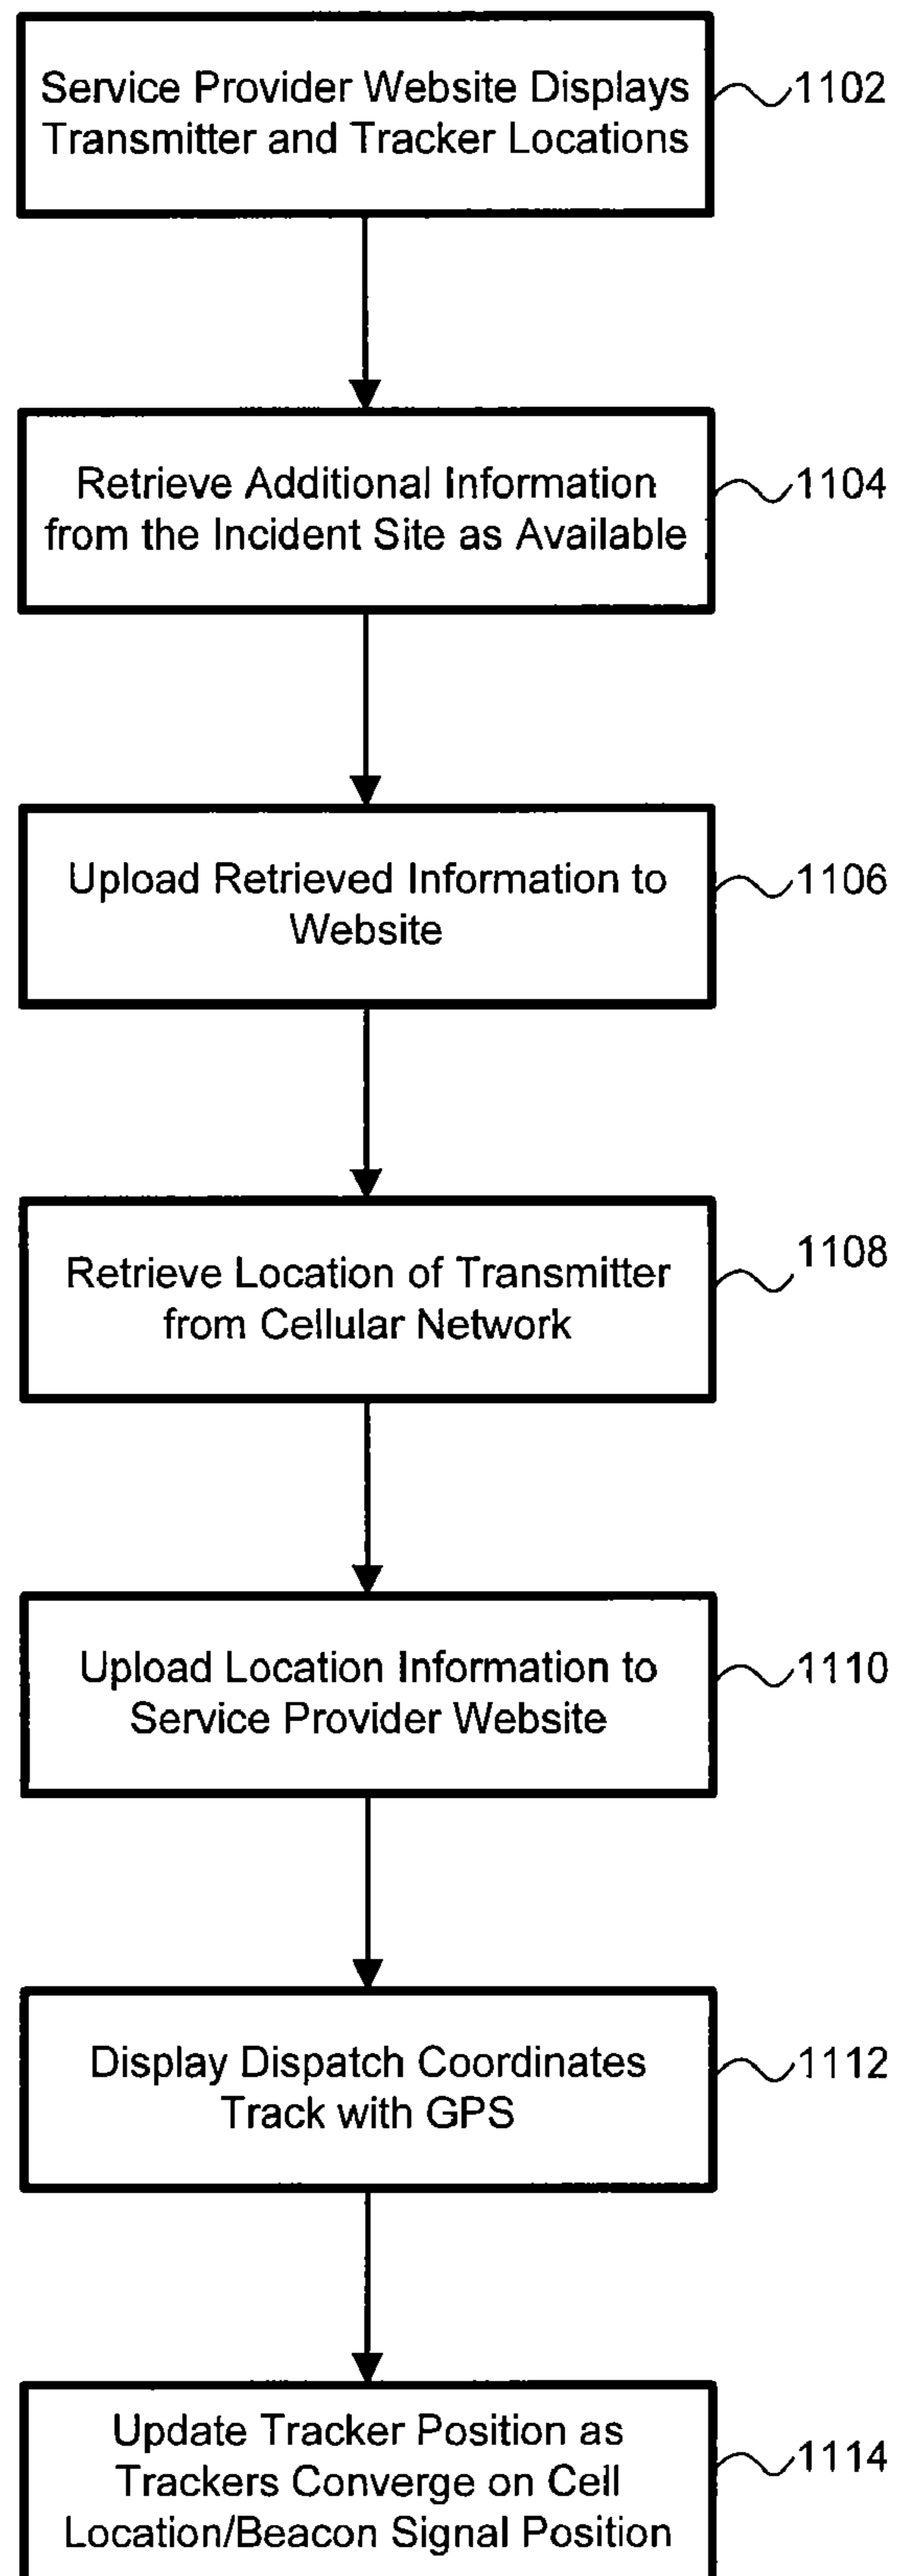 Service Provider Website Displays
Transmitter and Tracker Locations
1102
Retrieve Additional Information
from the Incident Site as Available
1104
Upload Retrieved Information to
Website
1106
Retrieve Location of Transmitter
from Cellular Network
1108
Upload Location Information to
Service Provider Website
1110
Display Dispatch Coordinates
Track with GPS
1112
Update Tracker Position as
Trackers Converge on Cell
Location/Beacon Signal Position
1114